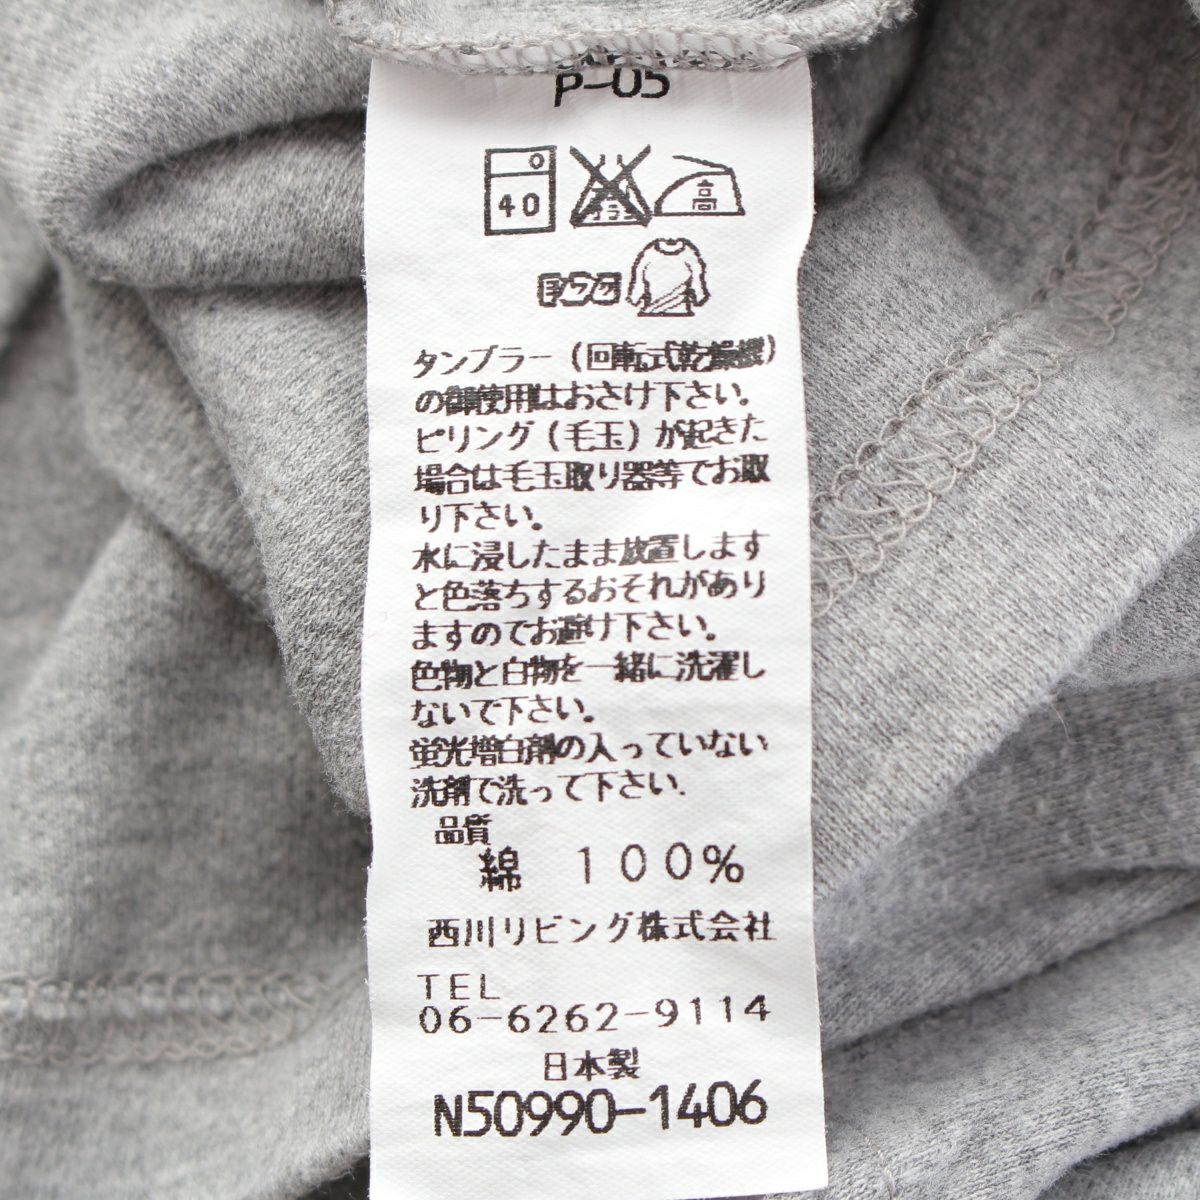 P-05
40
高
タンブラー(回転式乾燥機)
の御使用はおさけ下さい。
ピリング(毛玉)が起きた
場合は毛玉取り器等でお取
り下さい。
水に浸したまま放置します
と色落ちするおそれがあり
ますのでお避け下さい。
色物と白物を一緒に洗濯し
ないで下さい。
蛍光増白剤の入っていない
洗剤で洗って下さい.
品質
綿 100%
西川リビング株式会社
TEL
06-6262-9114
日本製
N50990-1406